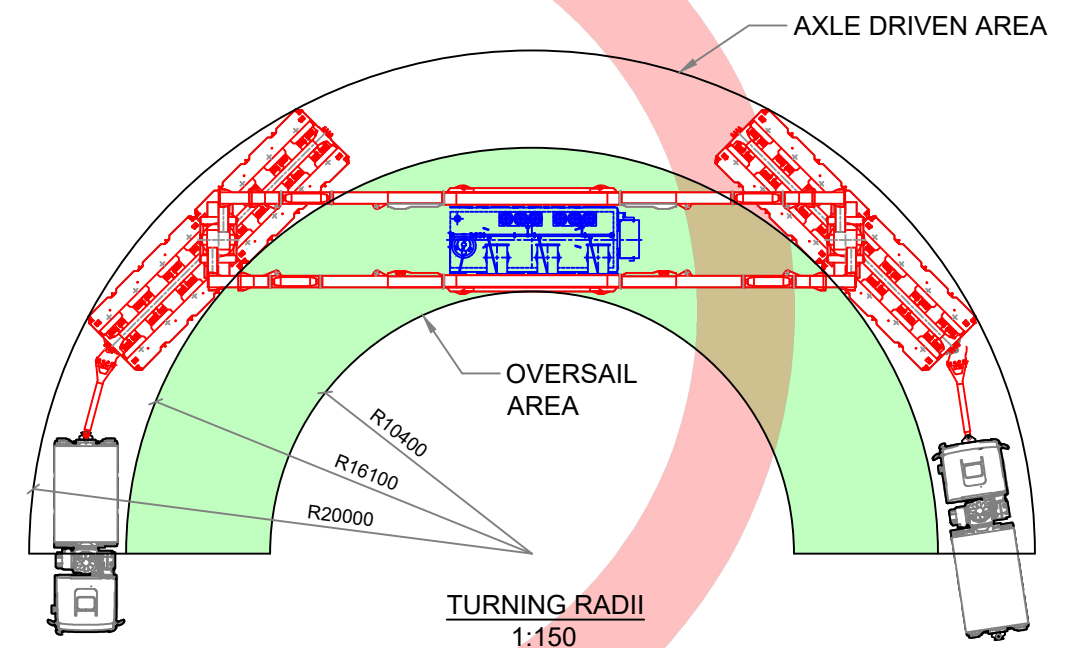 AXLE DRIVEN AREA
OVERSAIL
AREA
R10400
R16100
R20000
TURNING RADII
1:150